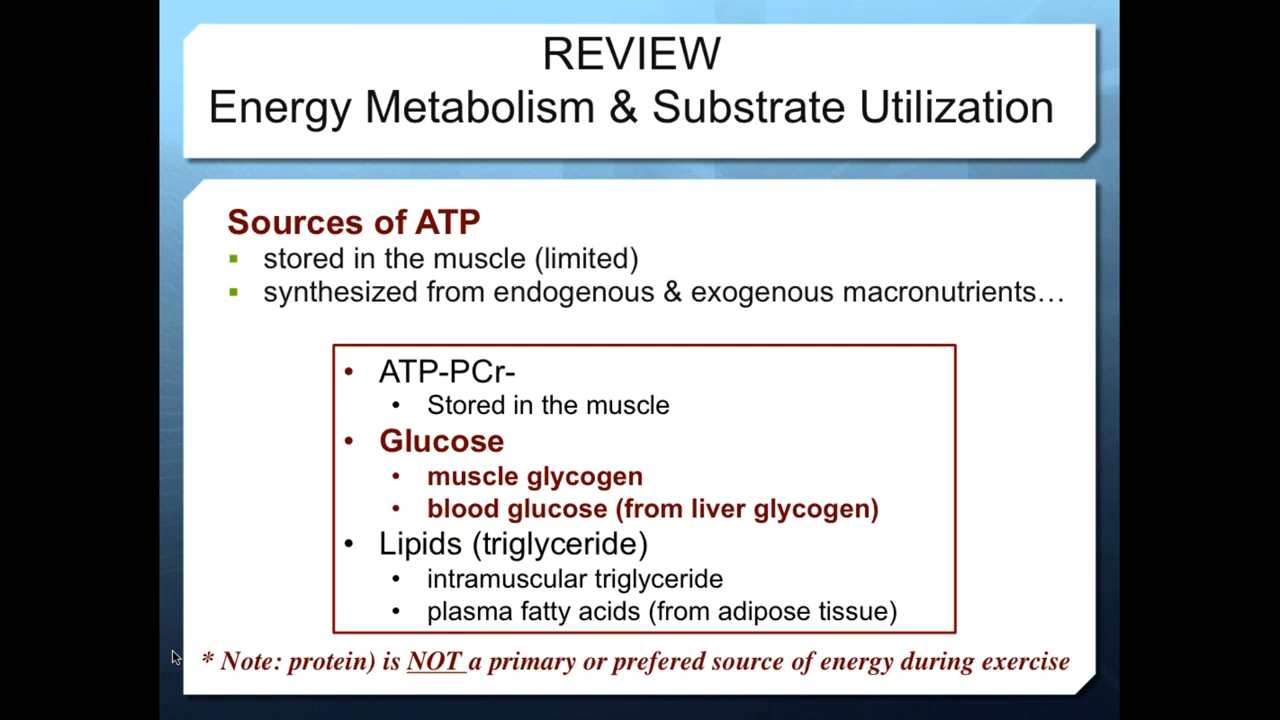 REVIEW
Energy Metabolism & Substrate Utilization
Sources of ATP
▪ stored in the muscle (limited)
▪ synthesized from endogenous & exogenous macronutrients…
• ATP-PCr-
• Stored in the muscle
• Glucose
• muscle glycogen
• blood glucose (from liver glycogen)
• Lipids (triglyceride)
• intramuscular triglyceride
• plasma fatty acids (from adipose tissue)
* Note: protein) is NOT a primary or prefered source of energy during exercise